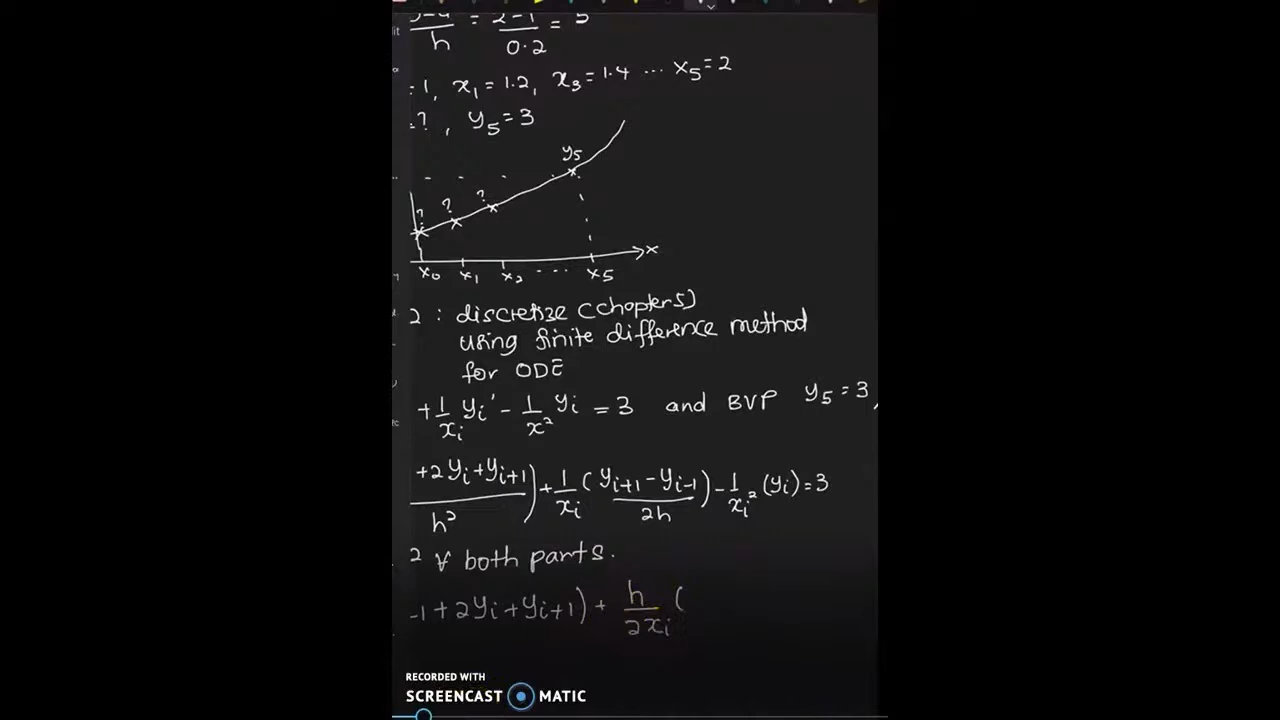 h = 2-1 / 0.2 = 5
=1, x₁=1.2, x₃=1.4 ... x₅=2
=?, y₅=3
y₅
? ? ?
x
x₀ x₁ x₂ ... x₅
2 : discretize (chapter 5)
using finite difference method
for ODE
+ 1/xᵢ yᵢ' - 1/x² yᵢ = 3 and BVP y₅=3,
+2yᵢ+yᵢ₊₁ / h²) + 1/xᵢ (yᵢ₊₁-yᵢ₋₁ / 2h) - 1/xᵢ² (yᵢ) = 3
2 ∀ both parts.
-1 + 2yᵢ + yᵢ₊₁) + h/2xᵢ (
RECORDED WITH
SCREENCAST MATIC